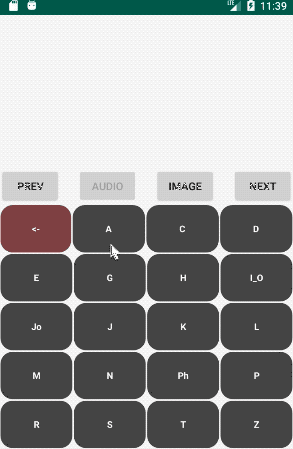 LTE 11:39
PREV AUDIO IMAGE NEXT
<- A C D
E G H I_O
Jo J K L
M N Ph P
R S T Z